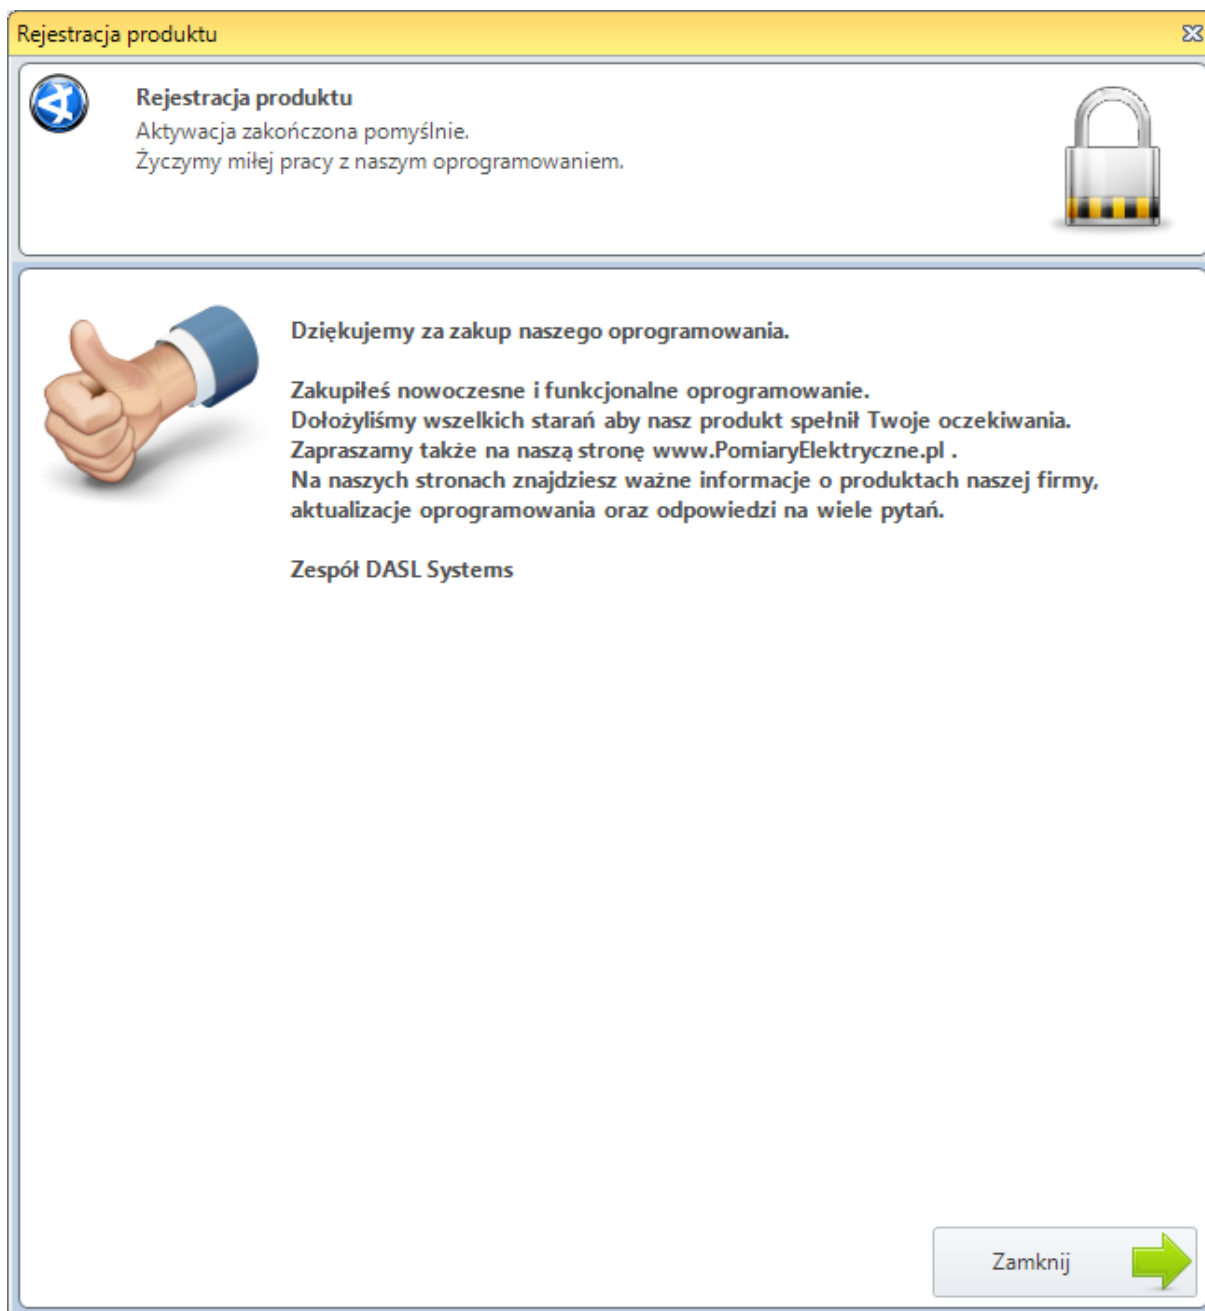 Rejestracja produktu
Rejestracja produktu
Aktywacja zakończona pomyślnie.
Życzymy miłej pracy z naszym oprogramowaniem.
Dziękujemy za zakup naszego oprogramowania.
Zakupiłeś nowoczesne i funkcjonalne oprogramowanie.
Dołożyliśmy wszelkich starań aby nasz produkt spełnił Twoje oczekiwania.
Zapraszamy także na naszą stronę www.PomiaryElektryczne.pl .
Na naszych stronach znajdziesz ważne informacje o produktach naszej firmy,
aktualizacje oprogramowania oraz odpowiedzi na wiele pytań.
Zespół DASL Systems
Zamknij